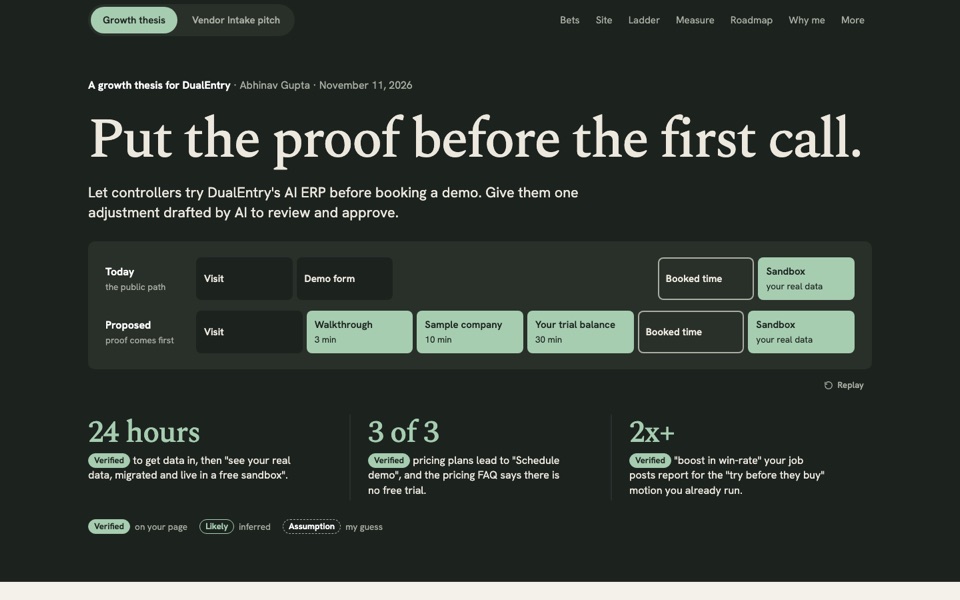 Growth thesis
Vendor Intake pitch
Bets
Site
Ladder
Measure
Roadmap
Why me
More
A growth thesis for DualEntry · Abhinav Gupta · November 11, 2026
Put the proof before the first call.
Let controllers try DualEntry's AI ERP before booking a demo. Give them one
adjustment drafted by AI to review and approve.
Today
the public path
Visit
Demo form
Booked time
Sandbox
your real data
Proposed
proof comes first
Visit
Walkthrough
3 min
Sample company
10 min
Your trial balance
30 min
Booked time
Sandbox
your real data
Replay
24 hours
Verified to get data in, then "see your real
data, migrated and live in a free sandbox".
3 of 3
Verified pricing plans lead to "Schedule
demo", and the pricing FAQ says there is
no free trial.
2x+
Verified "boost in win-rate" your job
posts report for the "try before they buy"
motion you already run.
Verified on your page
Likely inferred
Assumption my guess